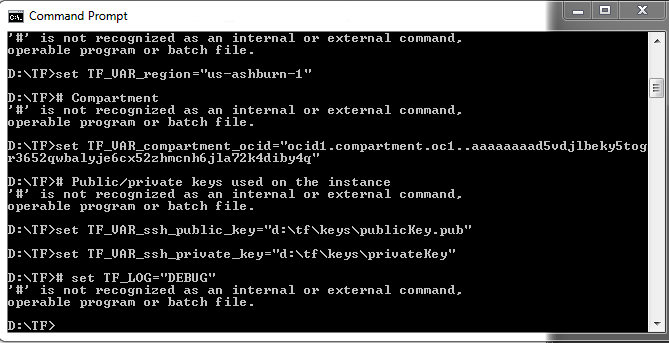 Command Prompt
'#' is not recognized as an internal or external command,
operable program or batch file.
D:\TF>set TF_VAR_region="us-ashburn-1"
D:\TF># Compartment
'#' is not recognized as an internal or external command,
operable program or batch file.
D:\TF>set TF_VAR_compartment_ocid="ocid1.compartment.oc1..aaaaaaaad5vdjlbeky5tog
r3652qwbalyje6cx52zhmcnh6jla72k4diby4q"
D:\TF># Public/private keys used on the instance
'#' is not recognized as an internal or external command,
operable program or batch file.
D:\TF>set TF_VAR_ssh_public_key="d:\tf\keys\publicKey.pub"
D:\TF>set TF_VAR_ssh_private_key="d:\tf\keys\privateKey"
D:\TF># set TF_LOG="DEBUG"
'#' is not recognized as an internal or external command,
operable program or batch file.
D:\TF>